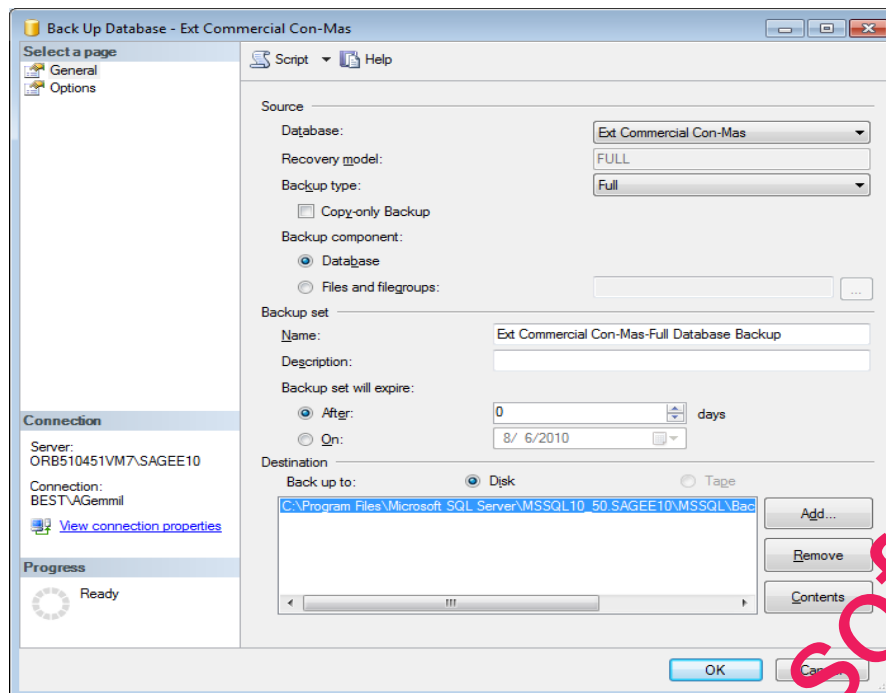 Back Up Database - Ext Commercial Con-Mas
Select a page
General
Options
Script Help
Source
Database: Ext Commercial Con-Mas
Recovery model: FULL
Backup type: Full
Copy-only Backup
Backup component:
Database
Files and filegroups: ...
Backup set
Name: Ext Commercial Con-Mas-Full Database Backup
Description:
Backup set will expire:
After: 0 days
On: 8/ 6/2010
Destination
Back up to: Disk Tape
C:\Program Files\Microsoft SQL Server\MSSQL10_50.SAGEE10\MSSQL\Bac
Add...
Remove
Contents
Connection
Server:
ORB510451VM7\SAGEE10
Connection:
BEST\AGemmil
View connection properties
Progress
Ready
OK